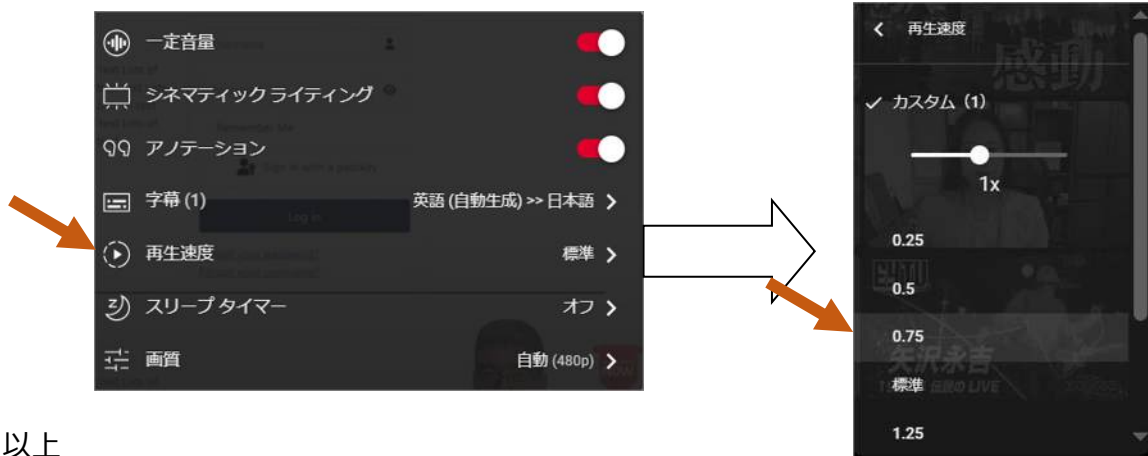 一定音量
シネマティック ライティング
アノテーション
字幕 (1) 英語 (自動生成) >> 日本語
再生速度 標準
スリープ タイマー オフ
画質 自動 (480p)
以上
再生速度
感動
カスタム（1）
1x
0.25
0.5
0.75
矢沢永吉
標準
伝説の LIVE
1.25